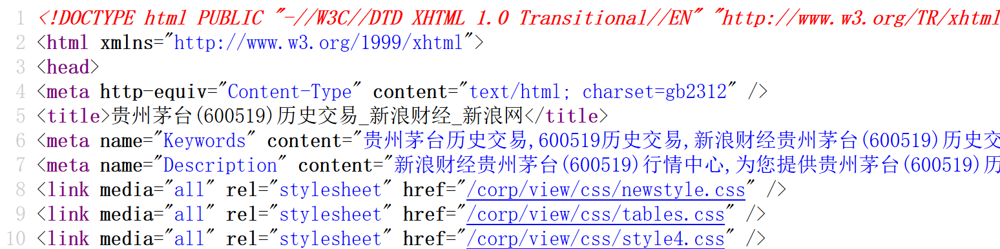 1 <!DOCTYPE html PUBLIC "-//W3C//DTD XHTML 1.0 Transitional//EN" "http://www.w3.org/TR/xhtml
2 <html xmlns="http://www.w3.org/1999/xhtml">
3 <head>
4 <meta http-equiv="Content-Type" content="text/html; charset=gb2312" />
5 <title>贵州茅台(600519)历史交易_新浪财经_新浪网</title>
6 <meta name="Keywords" content="贵州茅台历史交易,600519历史交易,新浪财经贵州茅台(600519)历史交
7 <meta name="Description" content="新浪财经贵州茅台(600519)行情中心,为您提供贵州茅台(600519)历
8 <link media="all" rel="stylesheet" href="/corp/view/css/newstyle.css" />
9 <link media="all" rel="stylesheet" href="/corp/view/css/tables.css" />
10 <link media="all" rel="stylesheet" href="/corp/view/css/style4.css" />